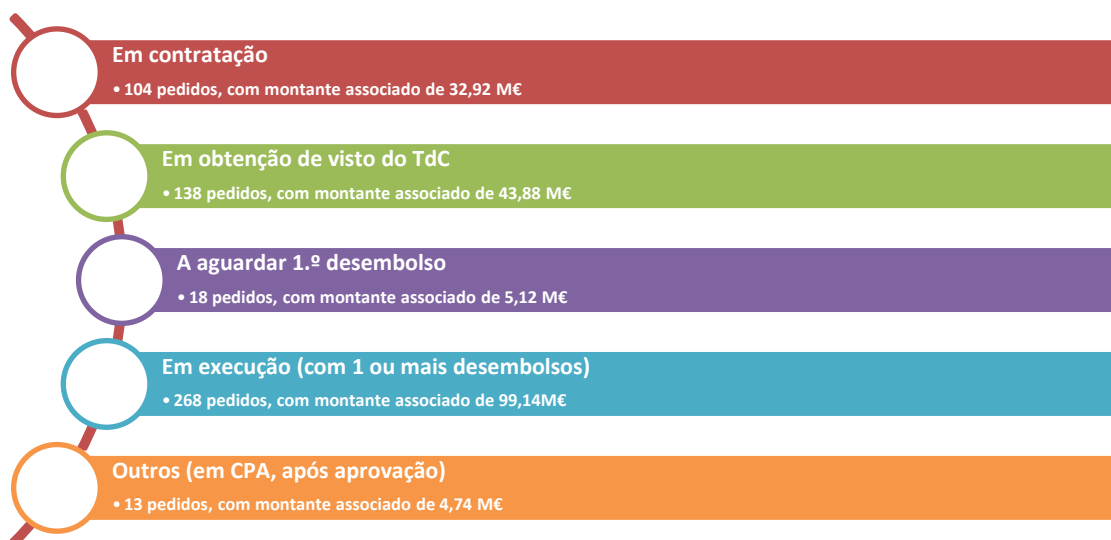 Em contratação
• 104 pedidos, com montante associado de 32,92 M€
Em obtenção de visto do TdC
• 138 pedidos, com montante associado de 43,88 M€
A aguardar 1.º desembolso
• 18 pedidos, com montante associado de 5,12 M€
Em execução (com 1 ou mais desembolsos)
• 268 pedidos, com montante associado de 99,14M€
Outros (em CPA, após aprovação)
• 13 pedidos, com montante associado de 4,74 M€